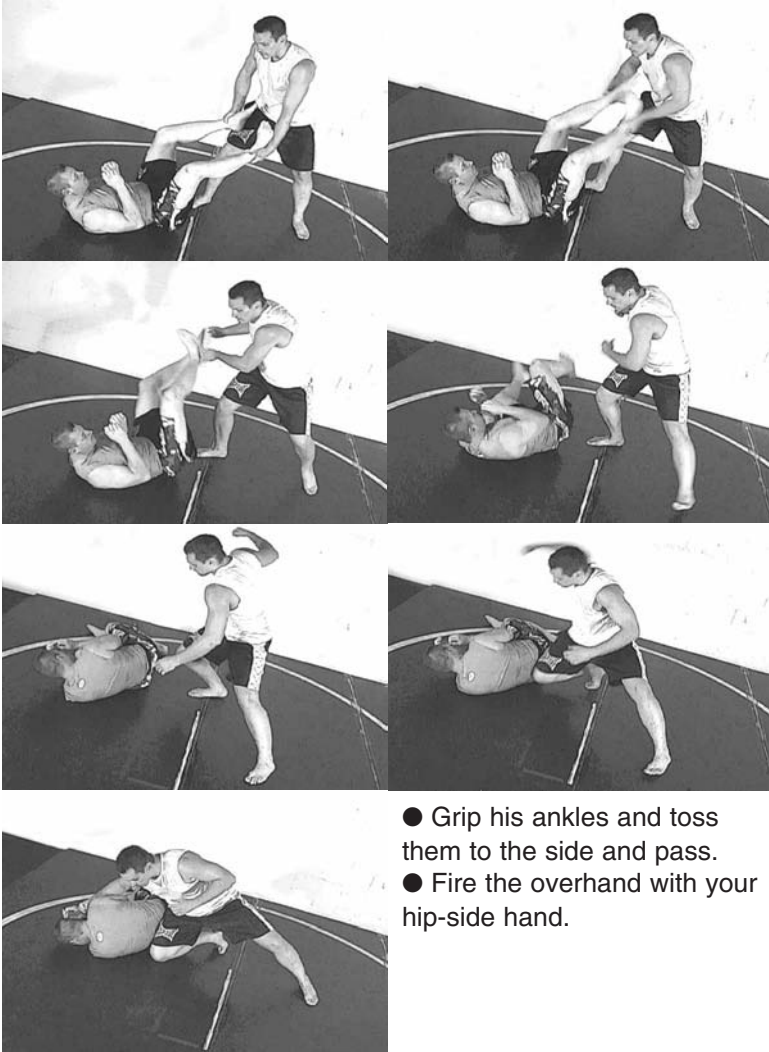 ● Grip his ankles and toss
them to the side and pass.
● Fire the overhand with your
hip-side hand.